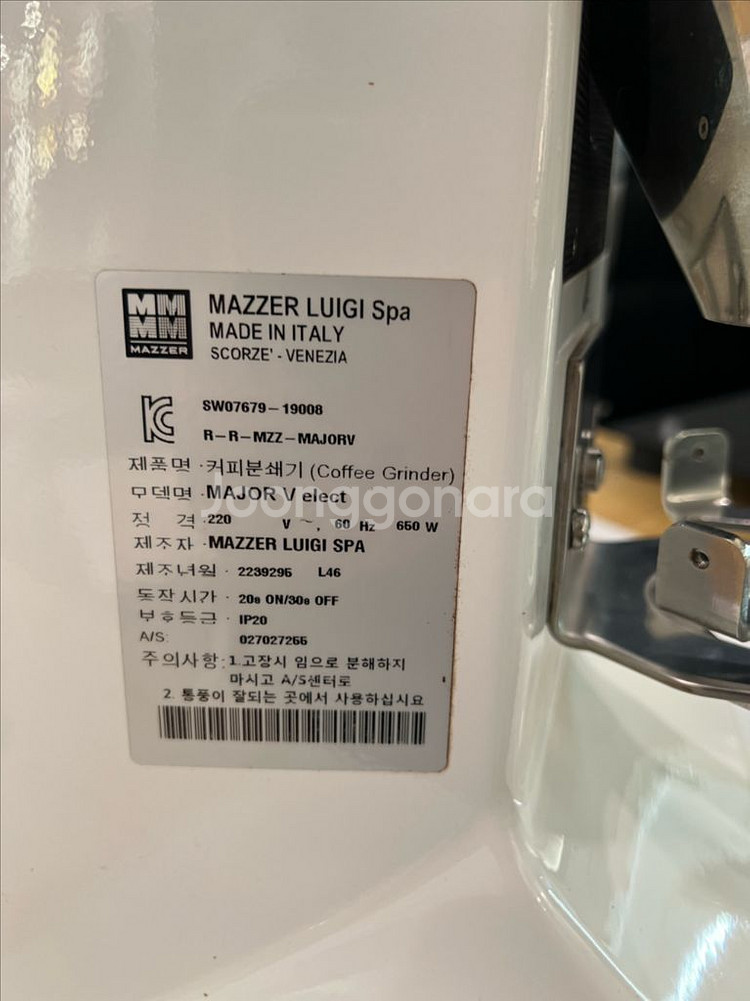 MAZZER
MAZZER LUIGI Spa
MADE IN ITALY
SCORZE' - VENEZIA
SW07679-19008
R-R-MZZ-MAJORV
제품명 · 커피분쇄기 (Coffee Grinder)
모델명 · MAJOR V elect
정 격 · 220 V ~, 60 Hz 650 W
제조자 · MAZZER LUIGI SPA
제조년월 · 2239295 L46
동작시간 · 20s ON/30s OFF
보호등급 · IP20
A/S: 027027266
주의사항: 1.고장시 임으로 분해하지
마시고 A/S센터로
2. 통풍이 잘되는 곳에서 사용하십시요
Joonggonara